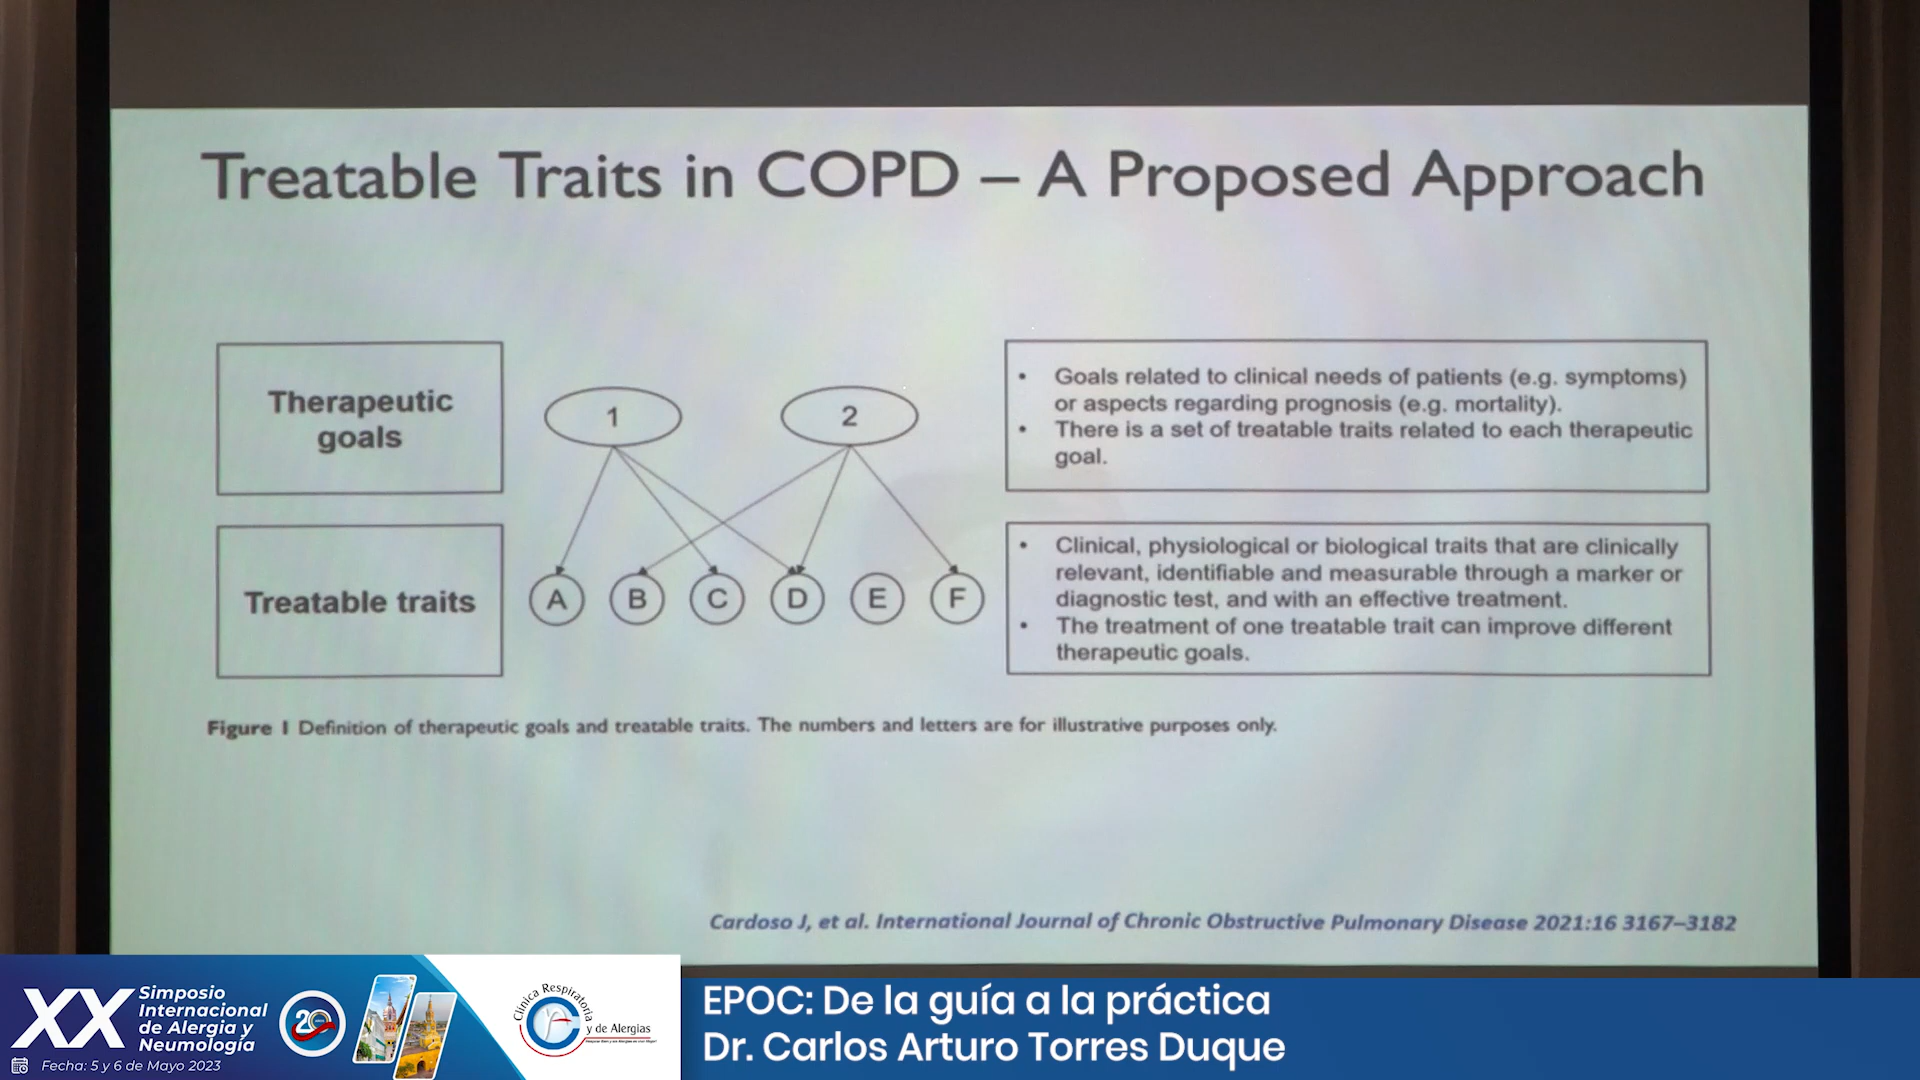 Treatable Traits in COPD – A Proposed Approach
Therapeutic
goals
1
2
• Goals related to clinical needs of patients (e.g. symptoms)
or aspects regarding prognosis (e.g. mortality).
• There is a set of treatable traits related to each therapeutic
goal.
Treatable traits
A B C D E F
• Clinical, physiological or biological traits that are clinically
relevant, identifiable and measurable through a marker or
diagnostic test, and with an effective treatment.
• The treatment of one treatable trait can improve different
therapeutic goals.
Figure 1 Definition of therapeutic goals and treatable traits. The numbers and letters are for illustrative purposes only.
Cardoso J, et al. International Journal of Chronic Obstructive Pulmonary Disease 2021:16 3167–3182
XX
Simposio
Internacional
de Alergia y
Neumología
Fecha: 5 y 6 de Mayo 2023
20
Clínica Respiratoria
y de Alergias
EPOC: De la guía a la práctica
Dr. Carlos Arturo Torres Duque